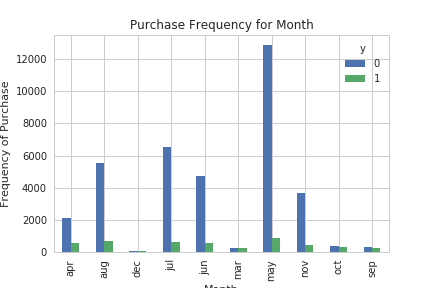 Purchase Frequency for Month
y
0
1
Frequency of Purchase
12000
10000
8000
6000
4000
2000
0
apr
aug
dec
jul
jun
mar
may
nov
oct
sep
Month